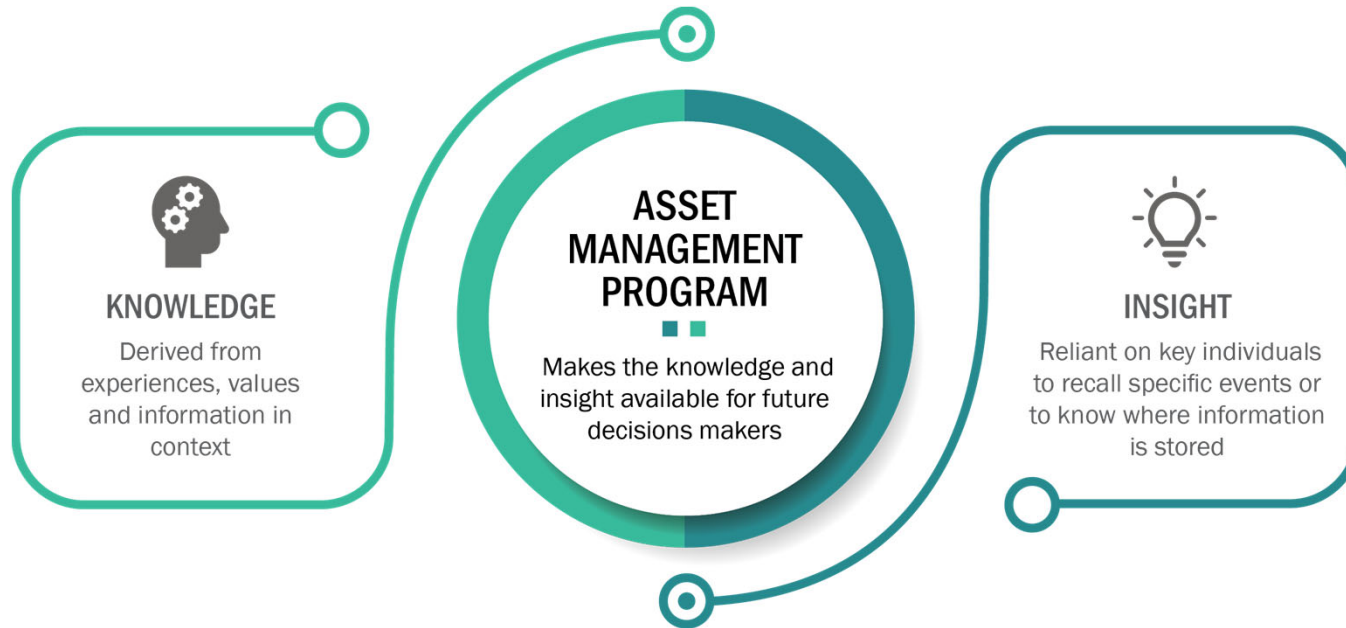 KNOWLEDGE
Derived from
experiences, values
and information in
context
ASSET
MANAGEMENT
PROGRAM
Makes the knowledge and
insight available for future
decisions makers
INSIGHT
Reliant on key individuals
to recall specific events or
to know where information
is stored